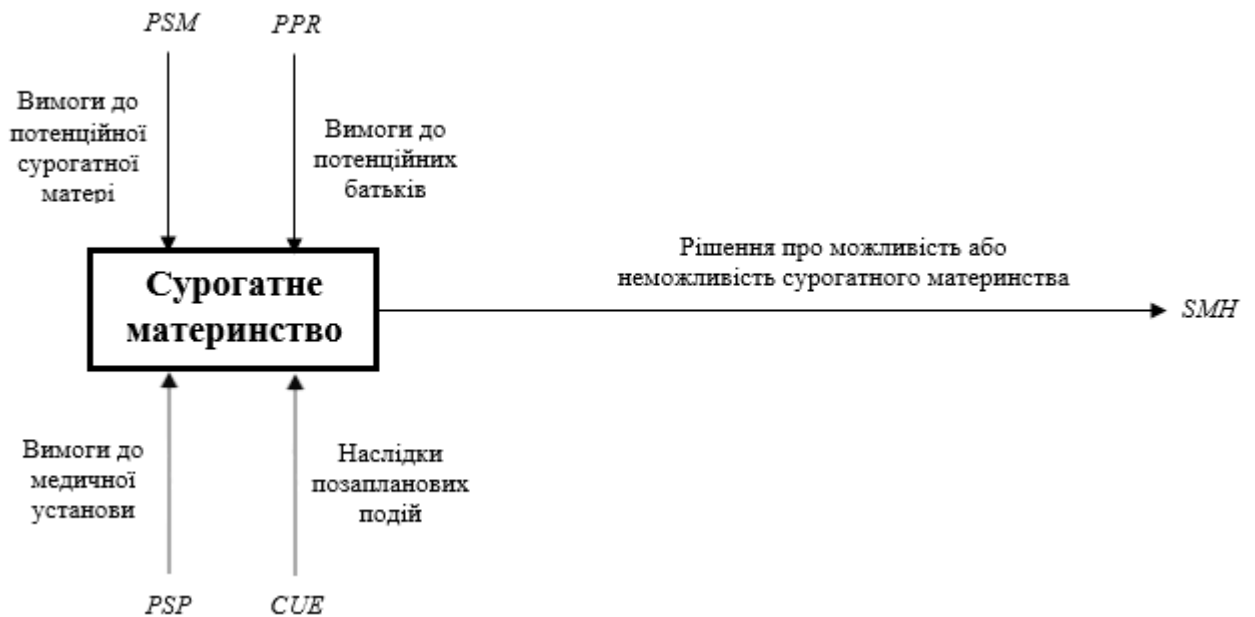 PSM
PPR
Вимоги до
потенційної
сурогатної
матері
Вимоги до
потенційних
батьків
Сурогатне
материнство
Рішення про можливість або
неможливість сурогатного материнства
SMH
Вимоги до
медичної
установи
Наслідки
позапланових
подій
PSP
CUE